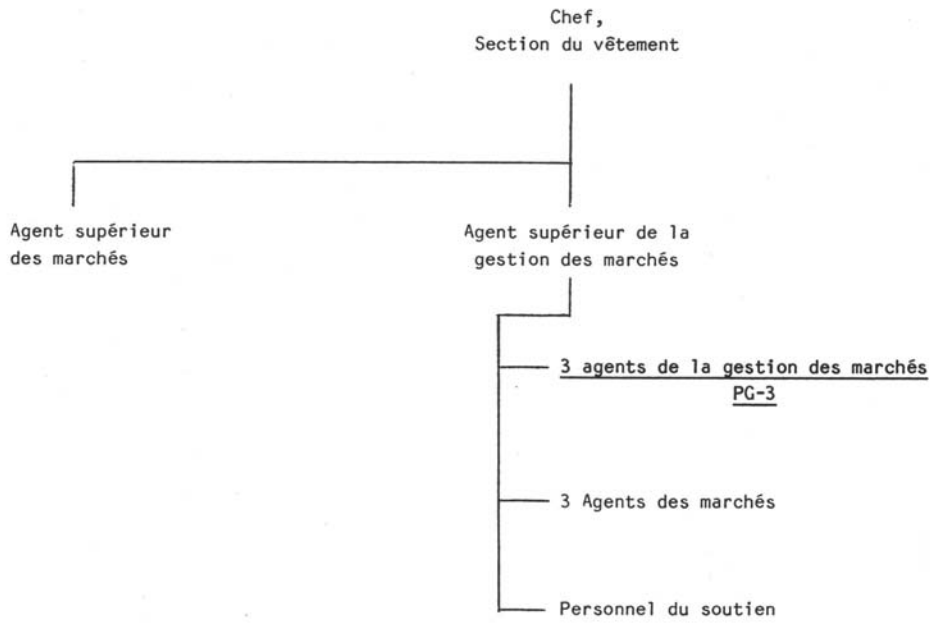 Chef,
Section du vêtement
Agent supérieur
des marchés
Agent supérieur de la
gestion des marchés
3 agents de la gestion des marchés
PG-3
3 Agents des marchés
Personnel du soutien